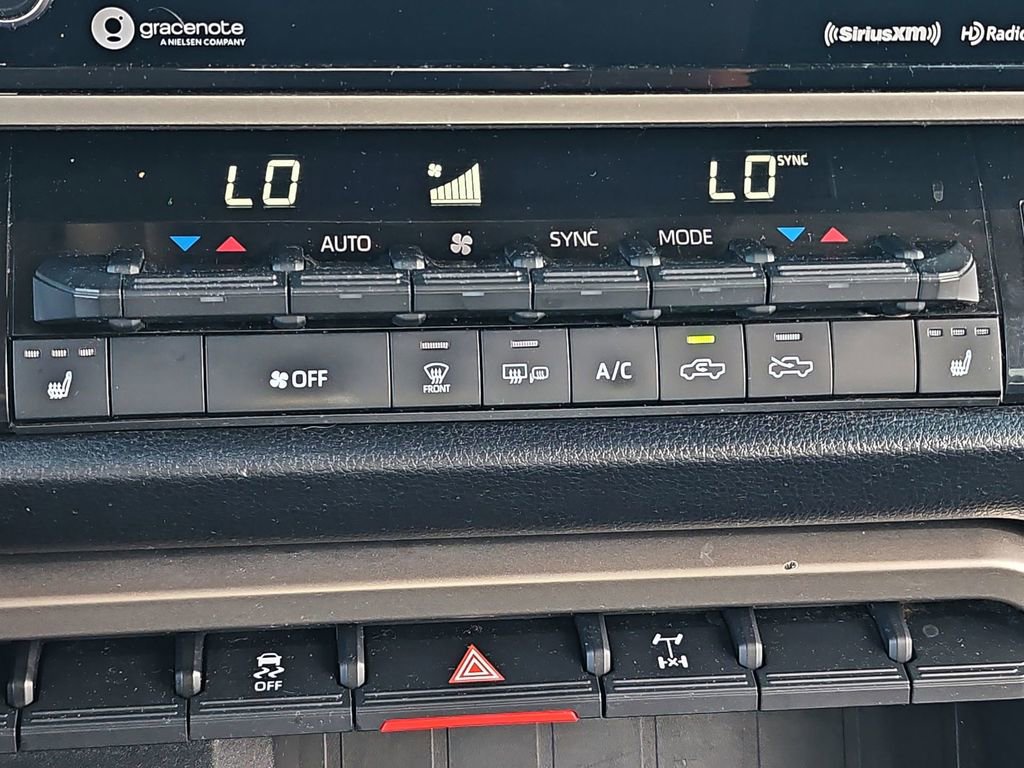 gracenote
A NIELSEN COMPANY
SiriusXM
HD Radio
LO
LO SYNC
AUTO
SYNC
MODE
OFF
FRONT
A/C
OFF